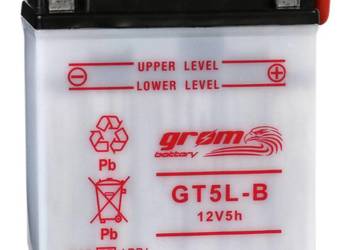 UPPER LEVEL
LOWER LEVEL
grom
battery
Pb
GT5L-B
12V5h
Pb